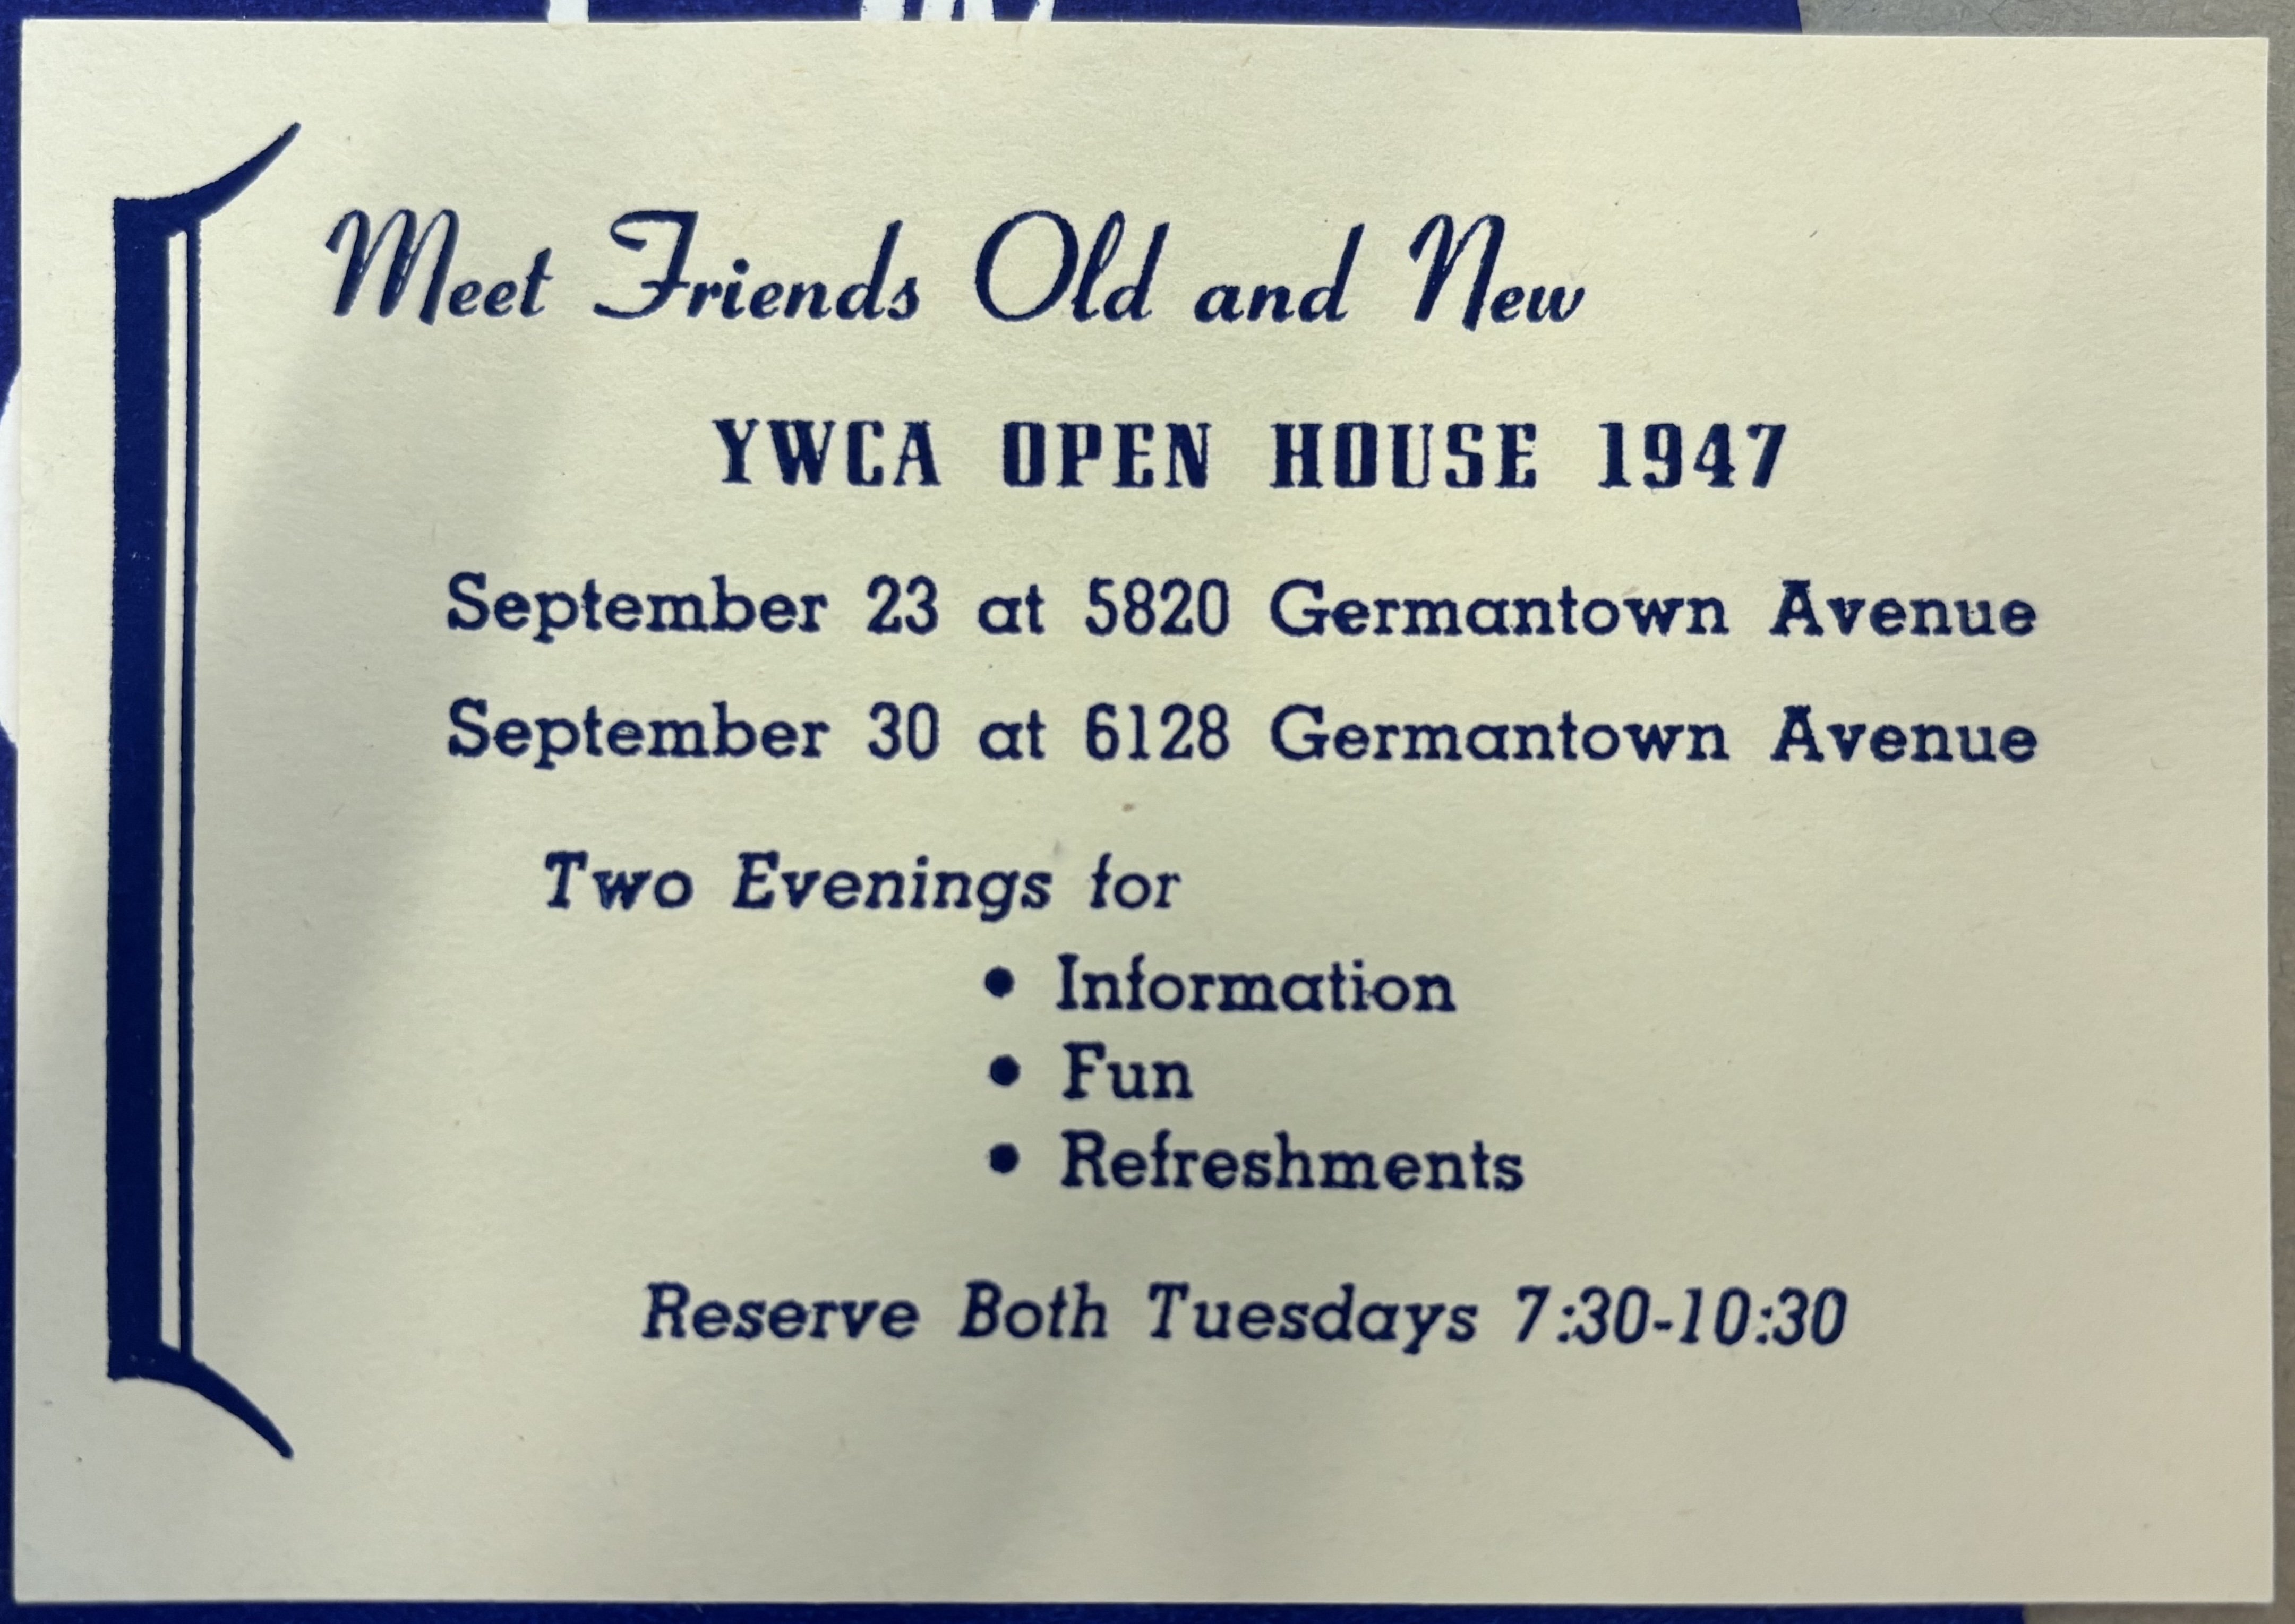 Meet Friends Old and New
YWCA OPEN HOUSE 1947
September 23 at 5820 Germantown Avenue
September 30 at 6128 Germantown Avenue
Two Evenings for
• Information
• Fun
• Refreshments
Reserve Both Tuesdays 7:30-10:30